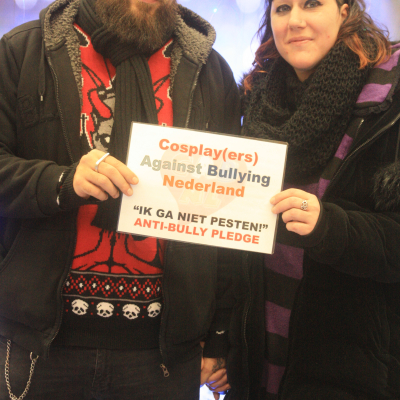 Cosplay(ers)
Against Bullying
Nederland
“IK GA NIET PESTEN!”
ANTI-BULLY PLEDGE